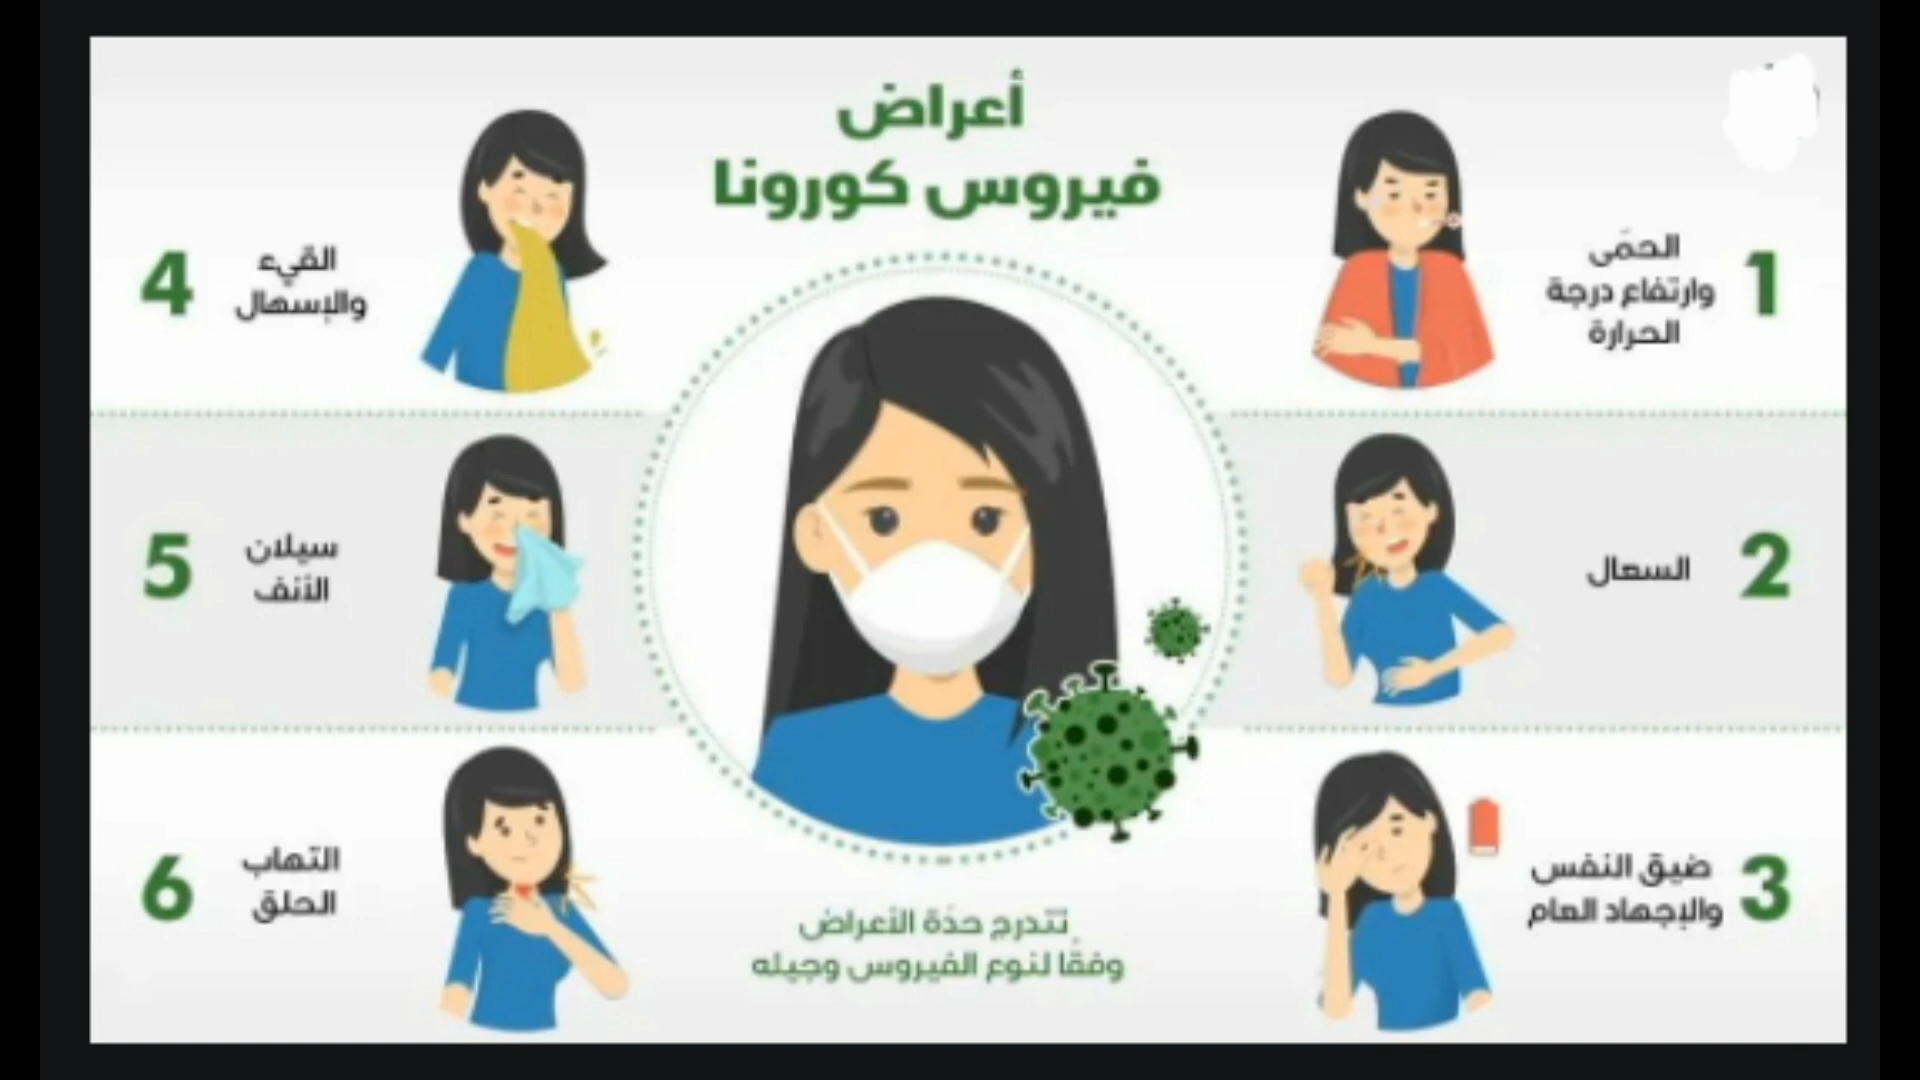 أعراض
فيروس كورونا
1
الحمّى
وارتفاع درجة
الحرارة
2
السعال
3
ضيق النفس
والإجهاد العام
4
القيء
والإسهال
5
سيلان
الأنف
6
التهاب
الحلق
تتدرج حدّة الأعراض
وفقًا لنوع الفيروس وجيله